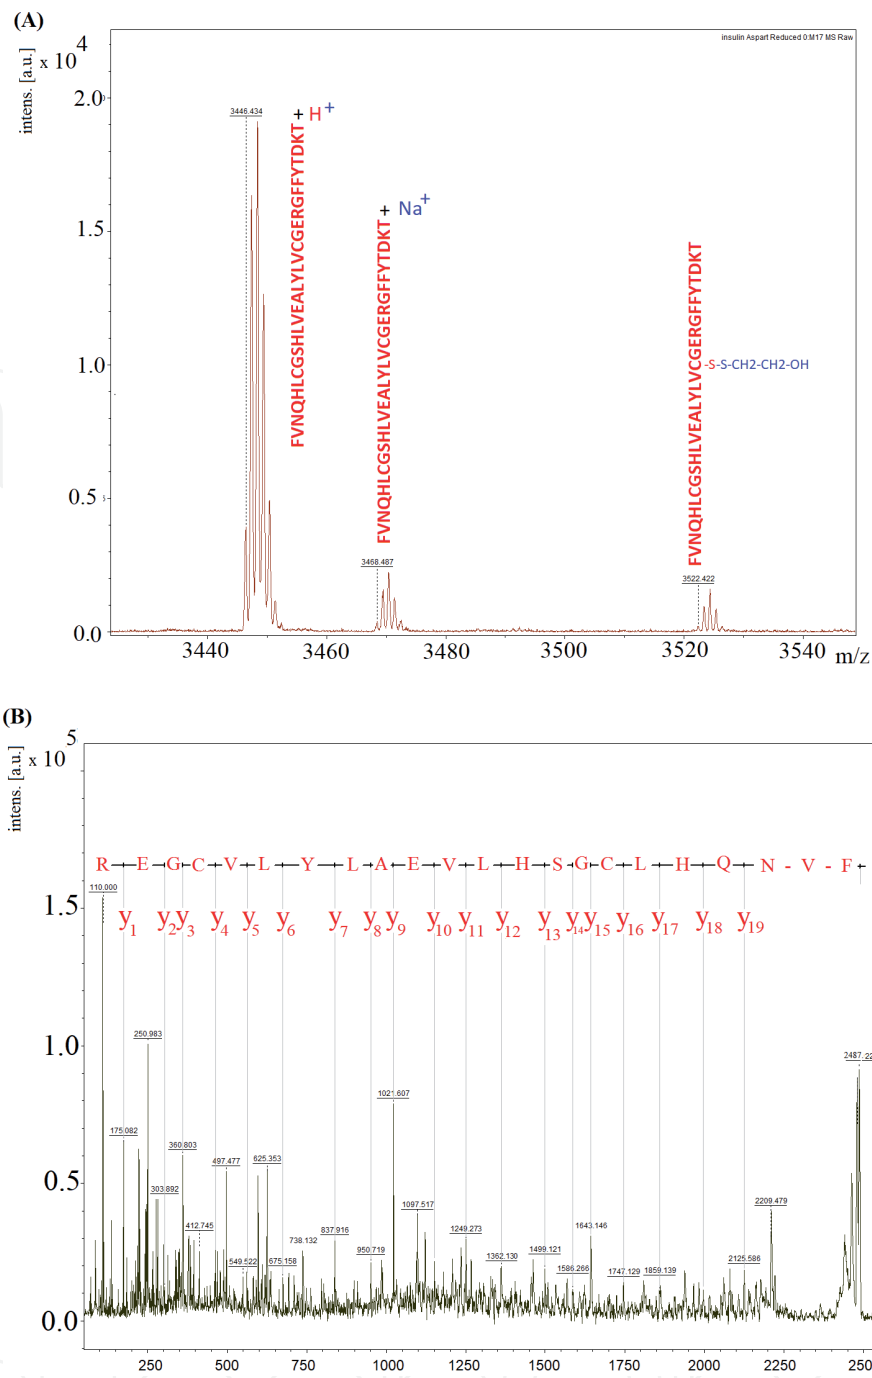 (A)
insulin Aspart Reduced 0:M17 MS Raw
intens. [a.u.] x 10 4
2.0
1.5
1.0
0.5
0.0
3446.434
+ H+
FVNQHLCGSHLVEALYLVCGERGFFYTDKT
+ Na+
FVNQHLCGSHLVEALYLVCGERGFFYTDKT
3468.487
FVNQHLCGSHLVEALYLVCGERGFFYTDKT
-S-S-CH2-CH2-OH
3522.422
3440 3460 3480 3500 3520 3540 m/z
(B)
intens. [a.u.] x 10 5
R E G C V L Y L A E V L H S G C L H Q N - V - F
110.000
1.5
y1 y2 y3 y4 y5 y6 y7 y8 y9 y10 y11 y12 y13 y14 y15 y16 y17 y18 y19
1.0
250.983
2487.22
1021.607
175.082
360.803
0.5
303.892
497.477
625.353
412.745
549.522
675.158
738.132
837.916
950.719
1097.517
1249.273
1362.130
1499.121
1586.266
1643.146
1747.129
1859.139
2125.586
2209.479
0.0
250 500 750 1000 1250 1500 1750 2000 2250